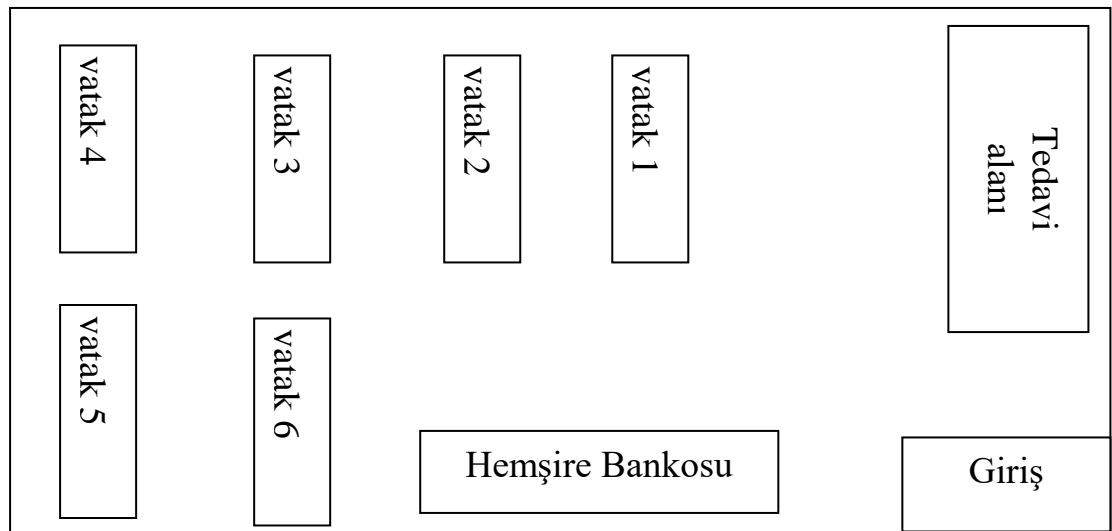 vatak 4
vatak 3
vatak 2
vatak 1
Tedavi
alanı
vatak 5
vatak 6
Hemşire Bankosu
Giriş